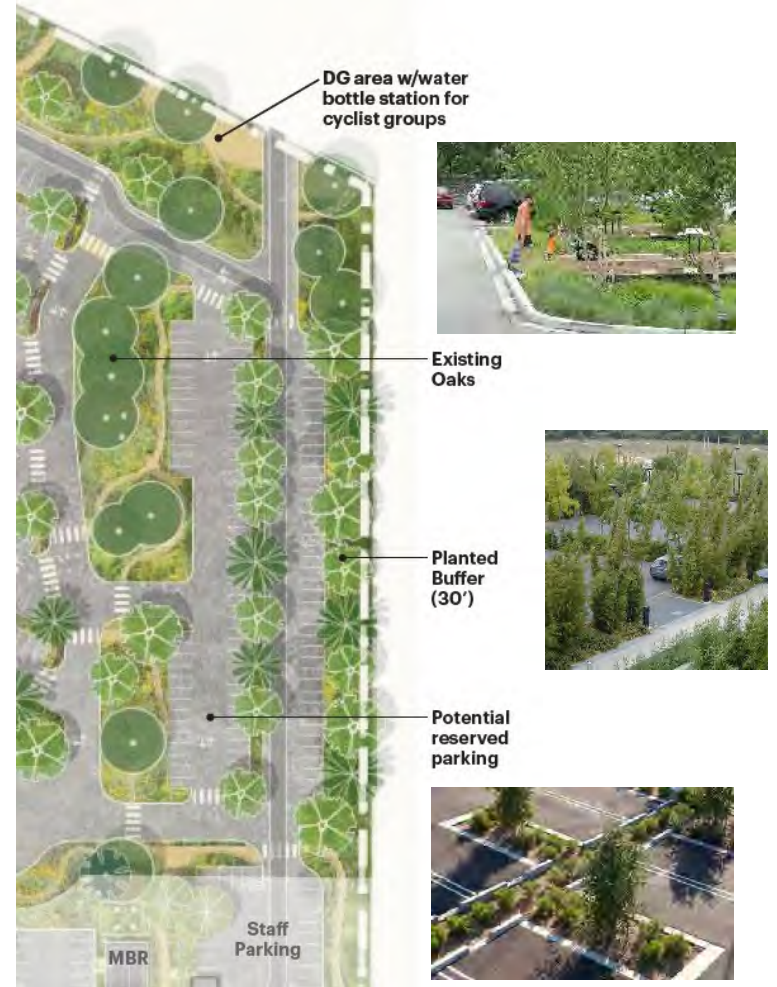 DG area w/water
bottle station for
cyclist groups
Existing
Oaks
Planted
Buffer
(30’)
Potential
reserved
parking
Staff
Parking
MBR